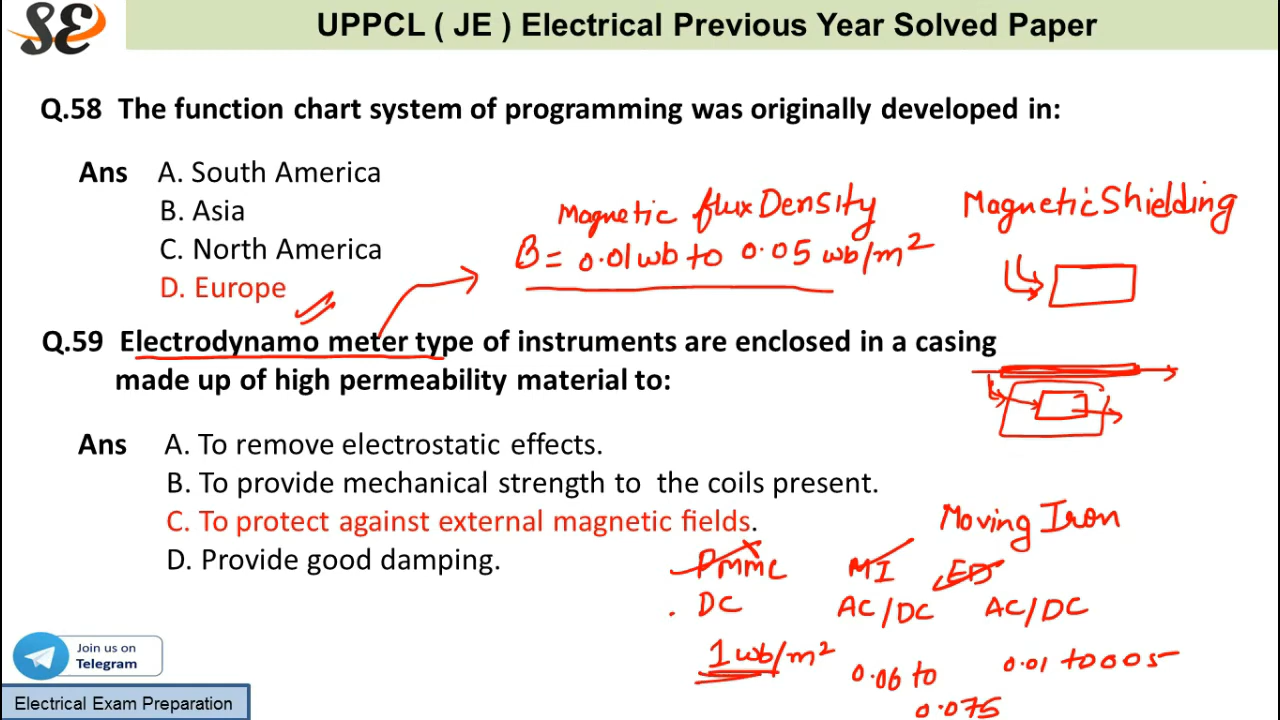 SE
UPPCL ( JE ) Electrical Previous Year Solved Paper
Q.58 The function chart system of programming was originally developed in:
Ans A. South America
B. Asia
C. North America
D. Europe
Magnetic flux Density
B = 0.01wb to 0.05 wb/m²
Magnetic Shielding
Q.59 Electrodynamo meter type of instruments are enclosed in a casing
made up of high permeability material to:
Ans A. To remove electrostatic effects.
B. To provide mechanical strength to the coils present.
C. To protect against external magnetic fields.
D. Provide good damping.
Moving Iron
PMMC MI ED
DC AC/DC AC/DC
1 wb/m² 0.06 to 0.01 to 0.05
0.075
Join us on
Telegram
Electrical Exam Preparation